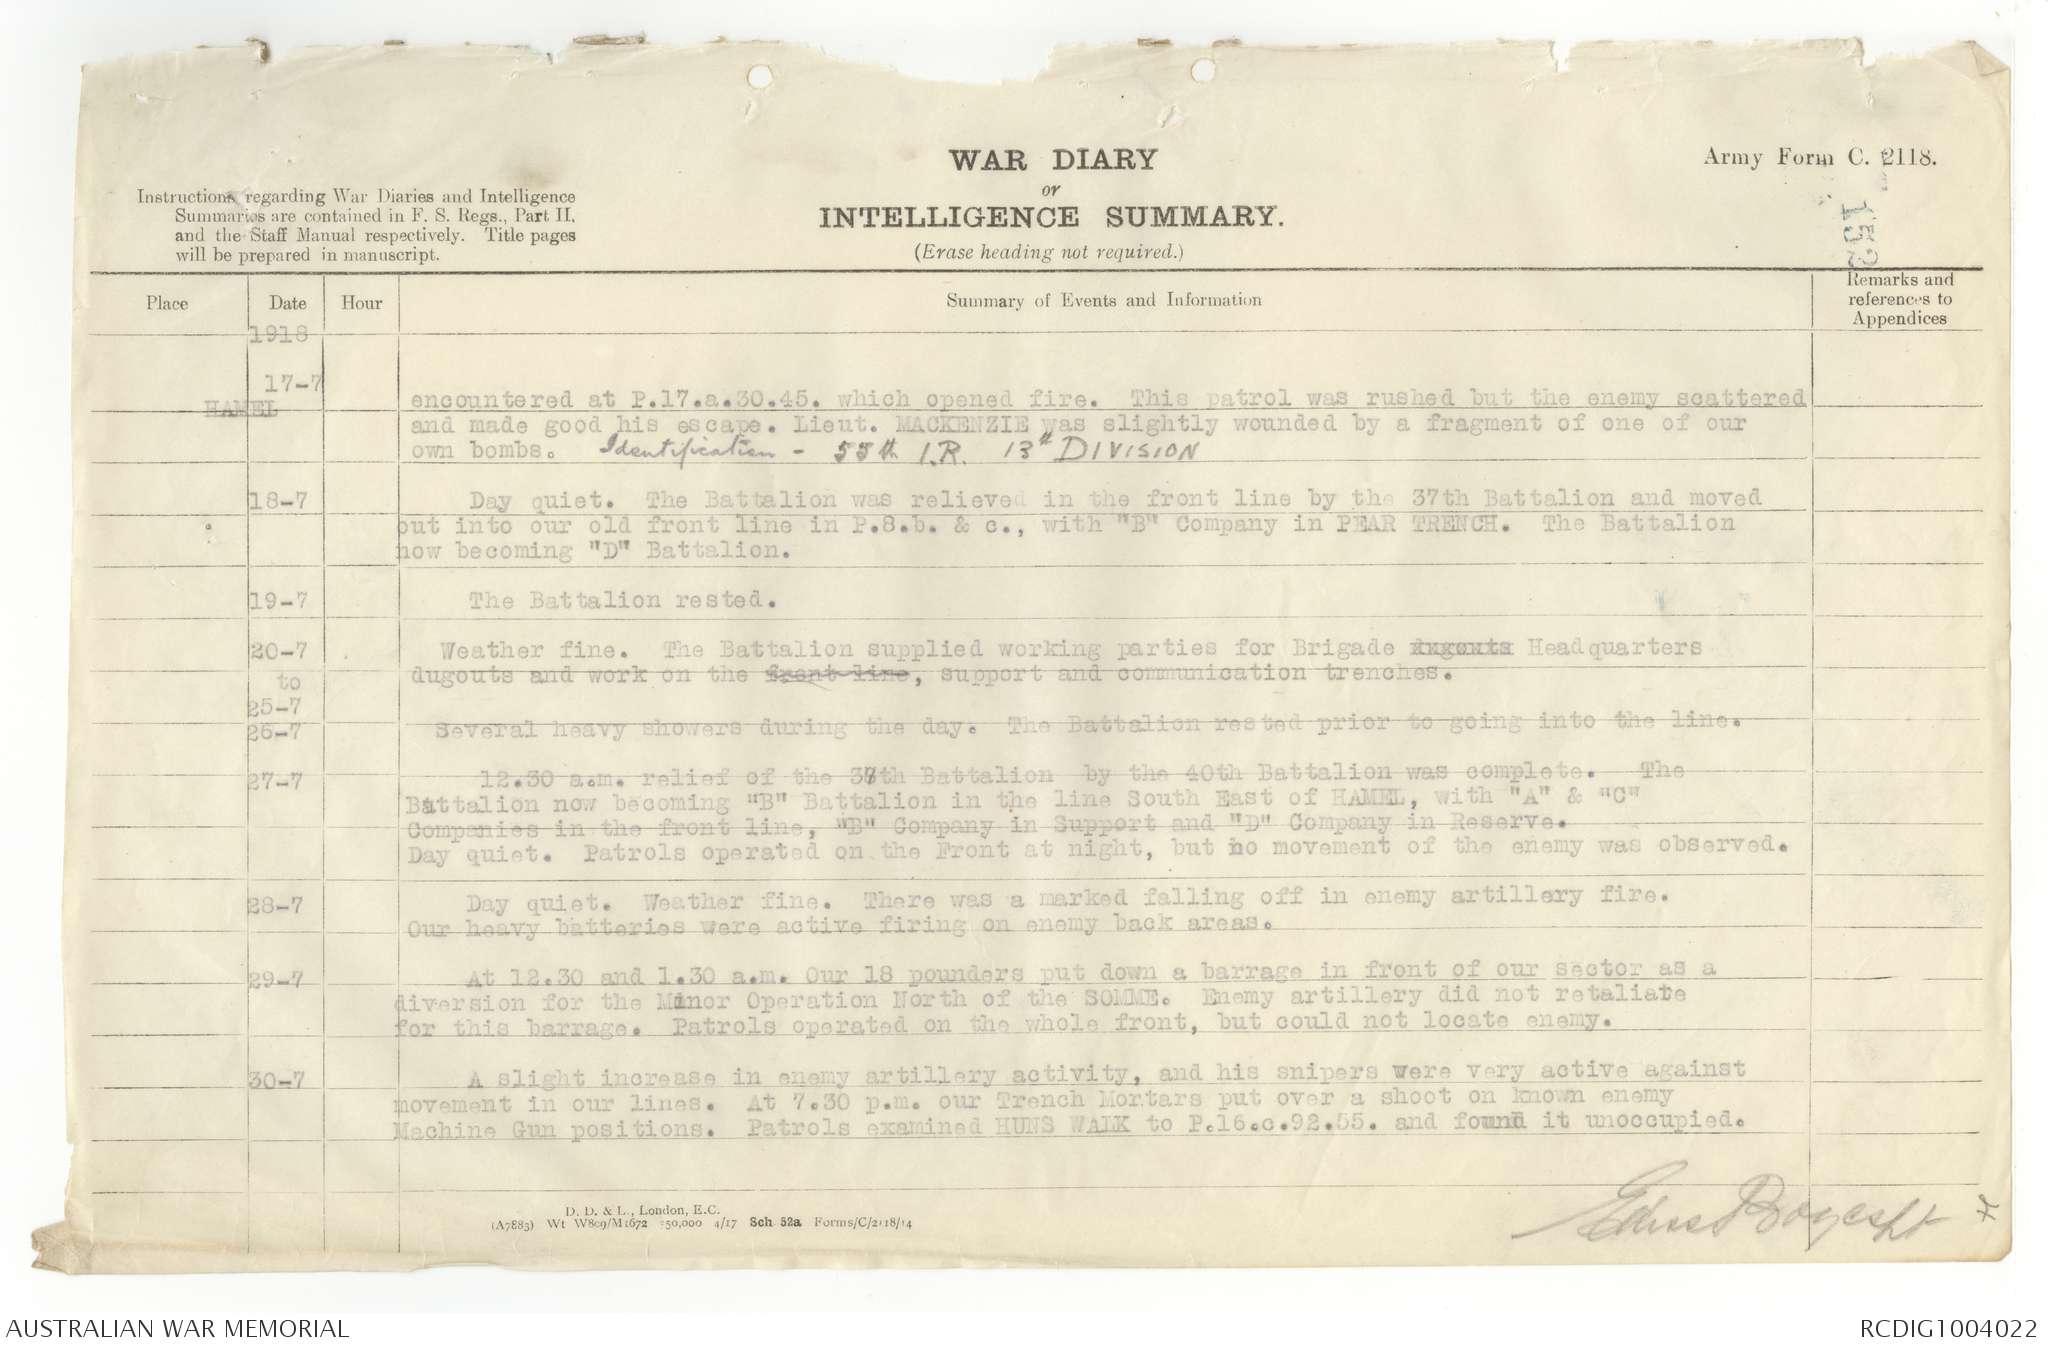 WAR DIARY
or
INTELLIGENCE SUMMARY.
(Erase heading not required.)
Army Form C. 2118.
152
Instructions regarding War Diaries and Intelligence
Summaries are contained in F. S. Regs., Part II,
and the Staff Manual respectively. Title pages
will be prepared in manuscript.
Place Date Hour Summary of Events and Information Remarks and references to Appendices
1918
17-7
HAMEL
encountered at P.17.a.30.45. which opened fire. This patrol was rushed but the enemy scattered
and made good his escape. Lieut. MACKENZIE was slightly wounded by a fragment of one of our
own bombs. Identification - 55th I.R. 13th DIVISION
18-7 Day quiet. The Battalion was relieved in the front line by the 37th Battalion and moved
out into our old front line in P.8.b. & c., with "B" Company in PEAR TRENCH. The Battalion
now becoming "D" Battalion.
19-7 The Battalion rested.
20-7 Weather fine. The Battalion supplied working parties for Brigade dugouts Headquarters
to dugouts and work on the front line, support and communication trenches.
25-7
26-7 Several heavy showers during the day. The Battalion rested prior to going into the line.
27-7 12.30 a.m. relief of the 37th Battalion by the 40th Battalion was complete. The
Battalion now becoming "B" Battalion in the line South East of HAMEL, with "A" & "C"
Companies in the front line, "B" Company in Support and "D" Company in Reserve.
Day quiet. Patrols operated on the Front at night, but no movement of the enemy was observed.
28-7 Day quiet. Weather fine. There was a marked falling off in enemy artillery fire.
Our heavy batteries were active firing on enemy back areas.
29-7 At 12.30 and 1.30 a.m. Our 18 pounders put down a barrage in front of our sector as a
diversion for the Minor Operation North of the SOMME. Enemy artillery did not retaliate
for this barrage. Patrols operated on the whole front, but could not locate enemy.
30-7 A slight increase in enemy artillery activity, and his snipers were very active against
movement in our lines. At 7.30 p.m. our Trench Mortars put over a shoot on known enemy
Machine Gun positions. Patrols examined HUNS WALK to P.16.c.92.55. and found it unoccupied.
D. D. & L., London, E.C.
(A7883) Wt W809/M1672 350,000 4/17 Sch 52a Forms/C/2118/14
AUSTRALIAN WAR MEMORIAL
RCDIG1004022